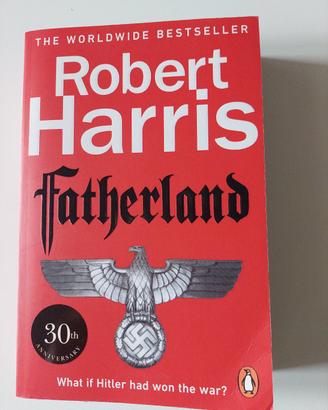 THE WORLDWIDE BESTSELLER
Robert
Harris
Fatherland
30th
ANNIVERSARY
What if Hitler had won the war?